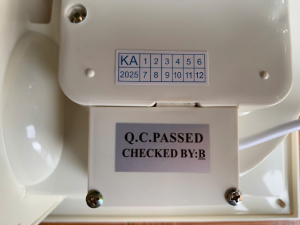 KA 1 2 3 4 5 6
2025 7 8 9 10 11 12
Q.C.PASSED
CHECKED BY:B